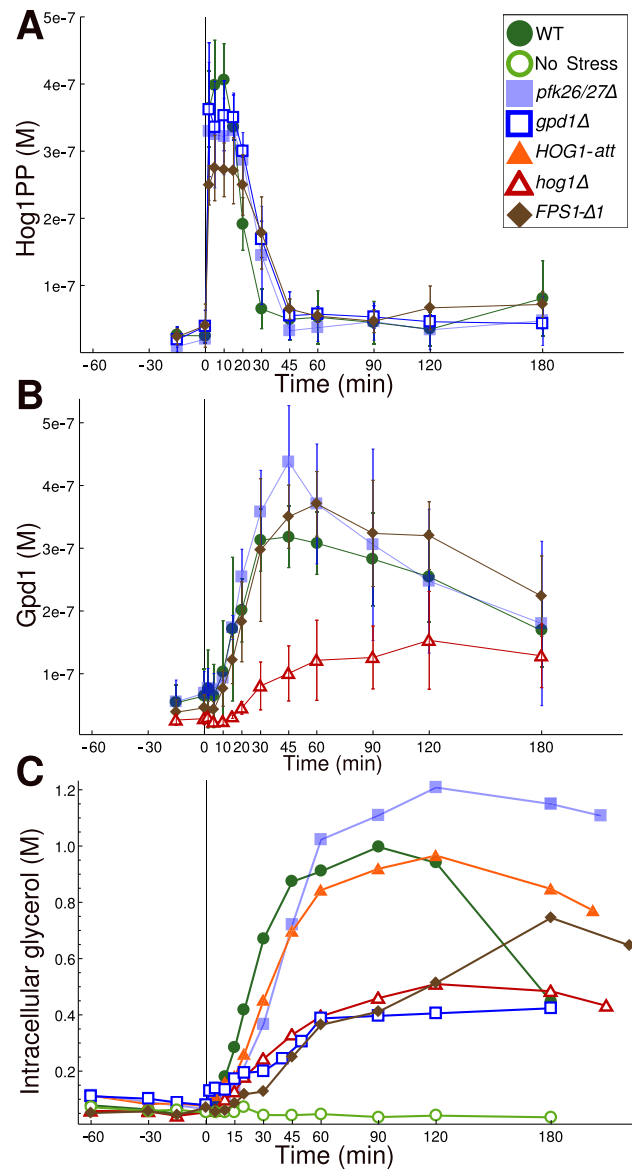 A
5e-7
4e-7
3e-7
2e-7
1e-7
Hog1PP (M)
WT
No Stress
pfk26/27Δ
gpd1Δ
HOG1-att
hog1Δ
FPS1-Δ1
-60 -30 0 10 20 30 45 60 90 120 180
Time (min)
B
5e-7
4e-7
3e-7
2e-7
1e-7
Gpd1 (M)
-60 -30 0 10 20 30 45 60 90 120 180
Time (min)
C
1.2
1.0
0.8
0.6
0.4
0.2
Intracellular glycerol (M)
-60 -30 0 15 30 45 60 90 120 180
Time (min)